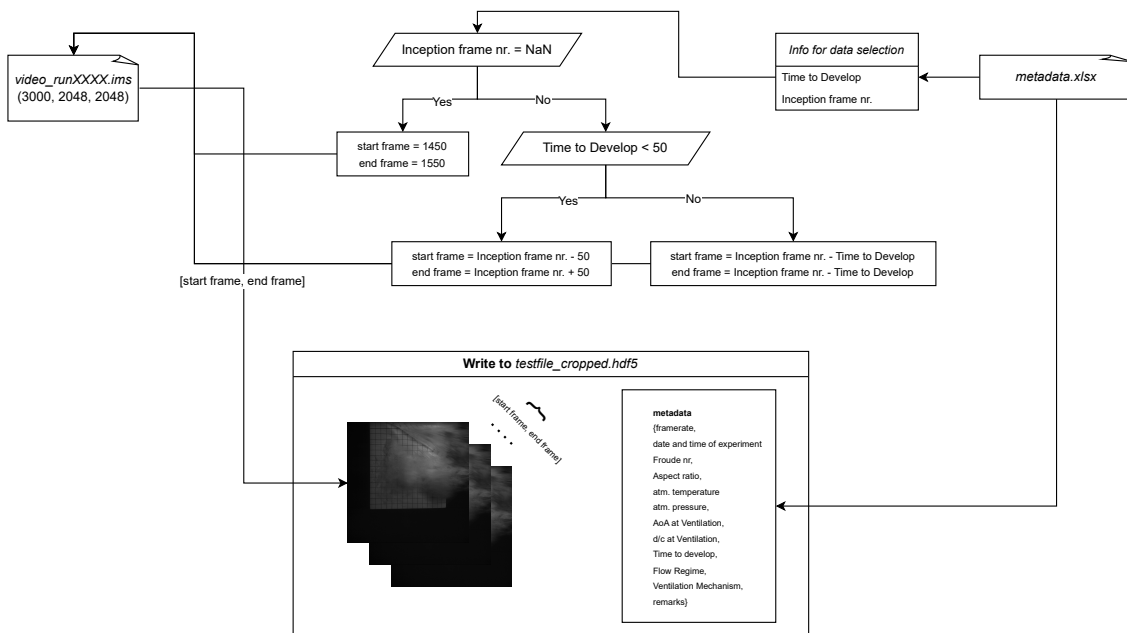 video_runXXXX.ims
(3000, 2048, 2048)
Inception frame nr. = NaN
Info for data selection
Time to Develop
Inception frame nr.
metadata.xlsx
Yes
No
start frame = 1450
end frame = 1550
Time to Develop < 50
Yes
No
start frame = Inception frame nr. - 50
end frame = Inception frame nr. + 50
start frame = Inception frame nr. - Time to Develop
end frame = Inception frame nr. - Time to Develop
[start frame, end frame]
Write to testfile_cropped.hdf5
[start frame, end frame]
metadata
{framerate,
date and time of experiment
Froude nr,
Aspect ratio,
atm. temperature
atm. pressure,
AoA at Ventilation,
d/c at Ventilation,
Time to develop,
Flow Regime,
Ventilation Mechanism,
remarks}